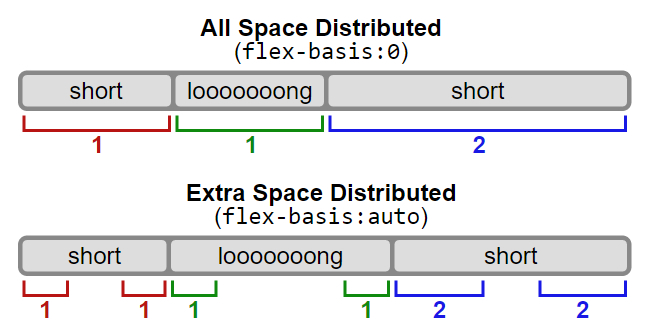 All Space Distributed
(flex-basis:0)
short looooooong short
1 1 2
Extra Space Distributed
(flex-basis:auto)
short looooooong short
1 1 1 1 2 2